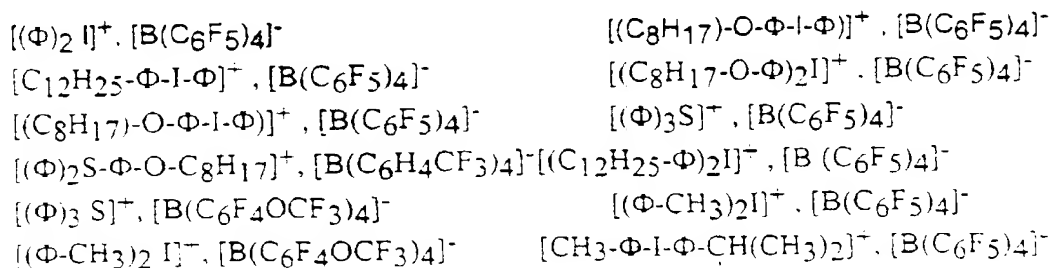 [(Φ)2 I]+, [B(C6F5)4]- [(C8H17)-O-Φ-I-Φ)]+, [B(C6F5)4]-
[C12H25-Φ-I-Φ]+, [B(C6F5)4]- [(C8H17-O-Φ)2I]+, [B(C6F5)4]-
[(C8H17)-O-Φ-I-Φ)]+, [B(C6F5)4]- [(Φ)3S]+, [B(C6F5)4]-
[(Φ)2S-Φ-O-C8H17]+, [B(C6H4CF3)4]- [(C12H25-Φ)2I]+, [B (C6F5)4]-
[(Φ)3 S]+, [B(C6F4OCF3)4]- [(Φ-CH3)2I]+, [B(C6F5)4]-
[(Φ-CH3)2 I]+, [B(C6F4OCF3)4]- [CH3-Φ-I-Φ-CH(CH3)2]+, [B(C6F5)4]-